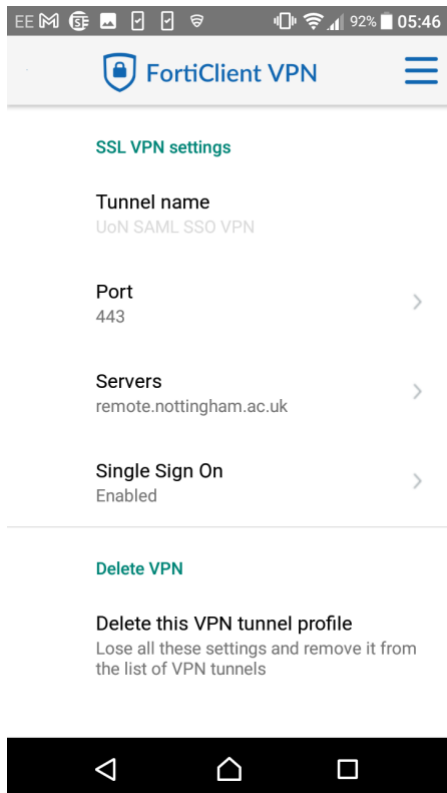 EE 92% 05:46
FortiClient VPN
SSL VPN settings
Tunnel name
UoN SAML SSO VPN
Port
443
Servers
remote.nottingham.ac.uk
Single Sign On
Enabled
Delete VPN
Delete this VPN tunnel profile
Lose all these settings and remove it from
the list of VPN tunnels